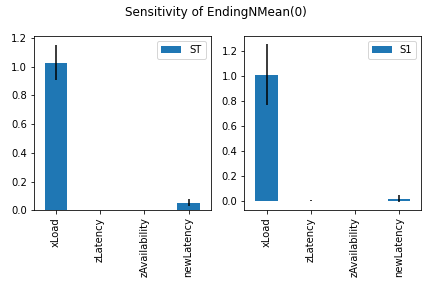 Sensitivity of EndingNMean(0)
ST
1.2
1.0
0.8
0.6
0.4
0.2
0.0
xLoad
zLatency
zAvailability
newLatency
S1
1.2
1.0
0.8
0.6
0.4
0.2
0.0
xLoad
zLatency
zAvailability
newLatency